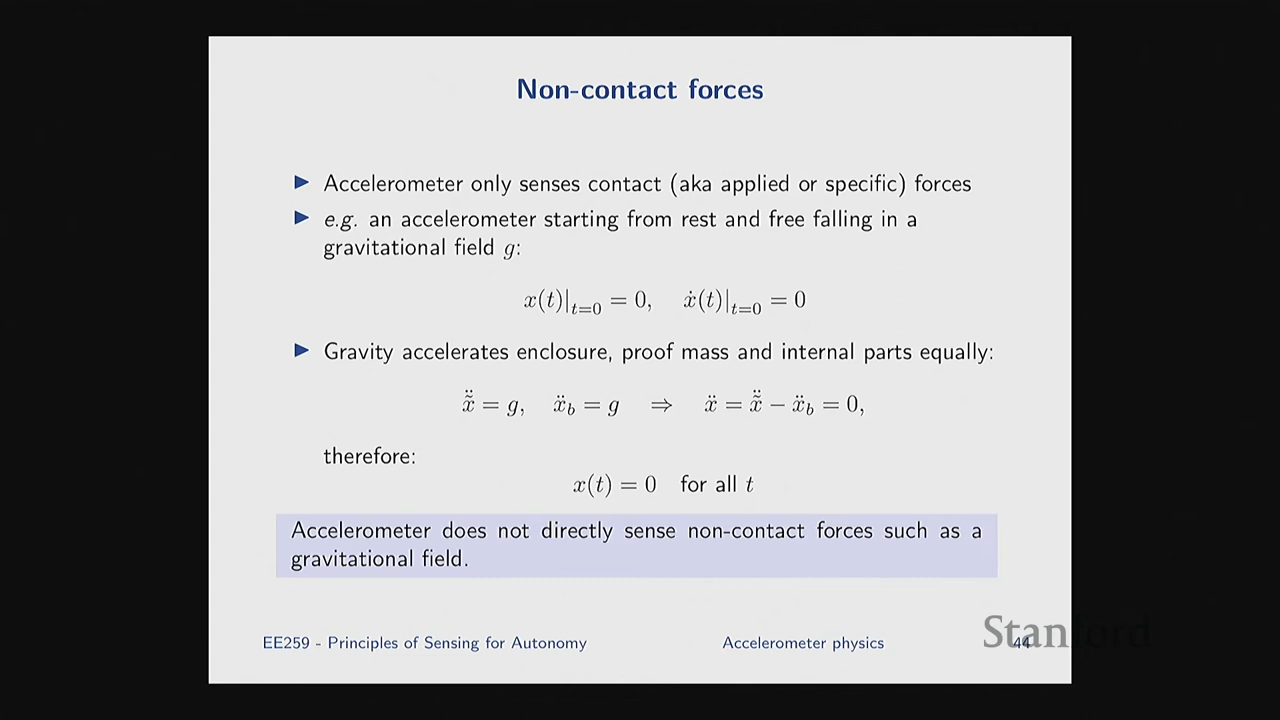 Non-contact forces
▶ Accelerometer only senses contact (aka applied or specific) forces
▶ e.g. an accelerometer starting from rest and free falling in a
gravitational field g:
x(t)|ₜ₌₀ = 0,   ẋ(t)|ₜ₌₀ = 0
▶ Gravity accelerates enclosure, proof mass and internal parts equally:
x̃̈ = g,   ẍ_b = g   ⇒   ẍ = x̃̈ − ẍ_b = 0,
therefore:
x(t) = 0   for all t
Accelerometer does not directly sense non-contact forces such as a
gravitational field.
EE259 - Principles of Sensing for Autonomy   Accelerometer physics   44
Stanford